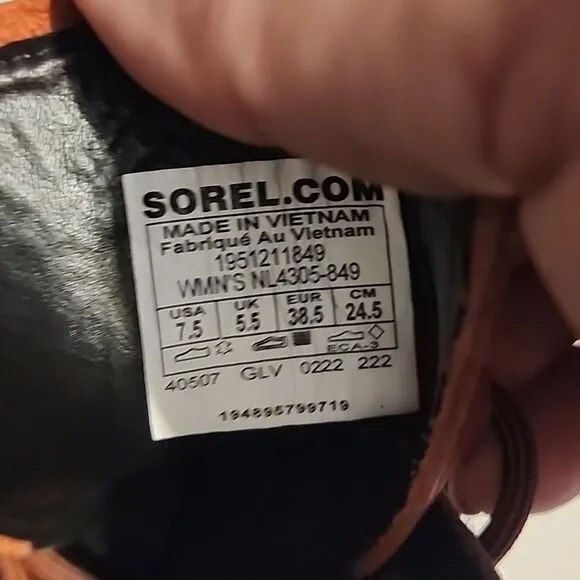 SOREL.COM
MADE IN VIETNAM
Fabriqué Au Vietnam
1951211849
WMN'S NL4305-849
USA UK EUR CM
7.5 5.5 38.5 24.5
ECA-3
40507 GLV 0222 222
194895799719